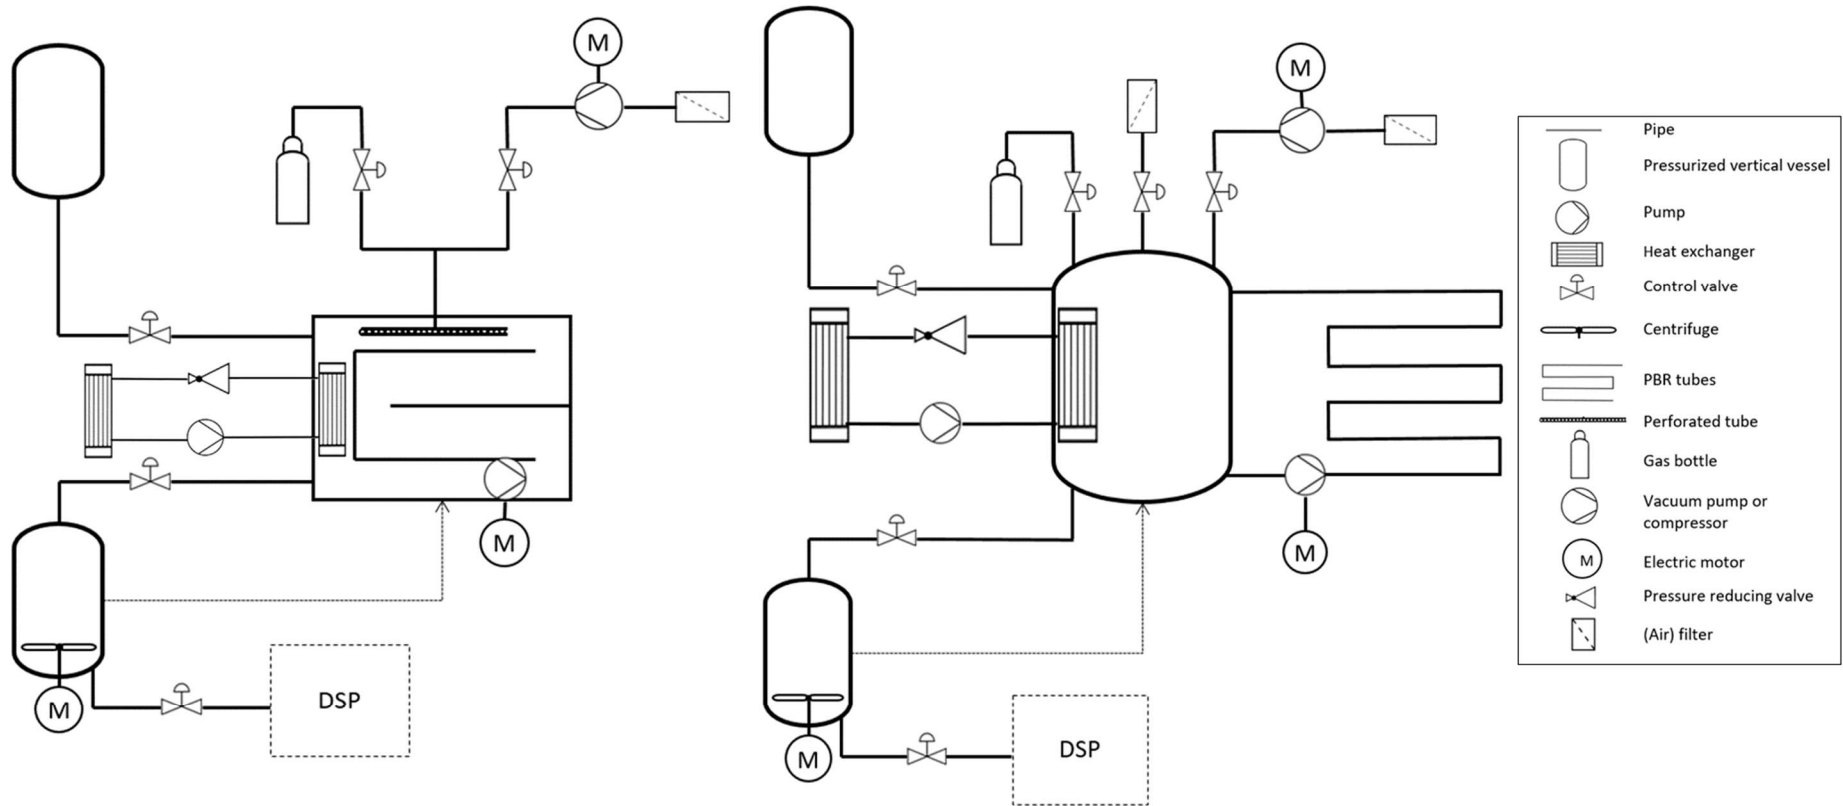 M
M
M
DSP
M
M
M
DSP
Pipe
Pressurized vertical vessel
Pump
Heat exchanger
Control valve
Centrifuge
PBR tubes
Perforated tube
Gas bottle
Vacuum pump or
compressor
M
Electric motor
Pressure reducing valve
(Air) filter